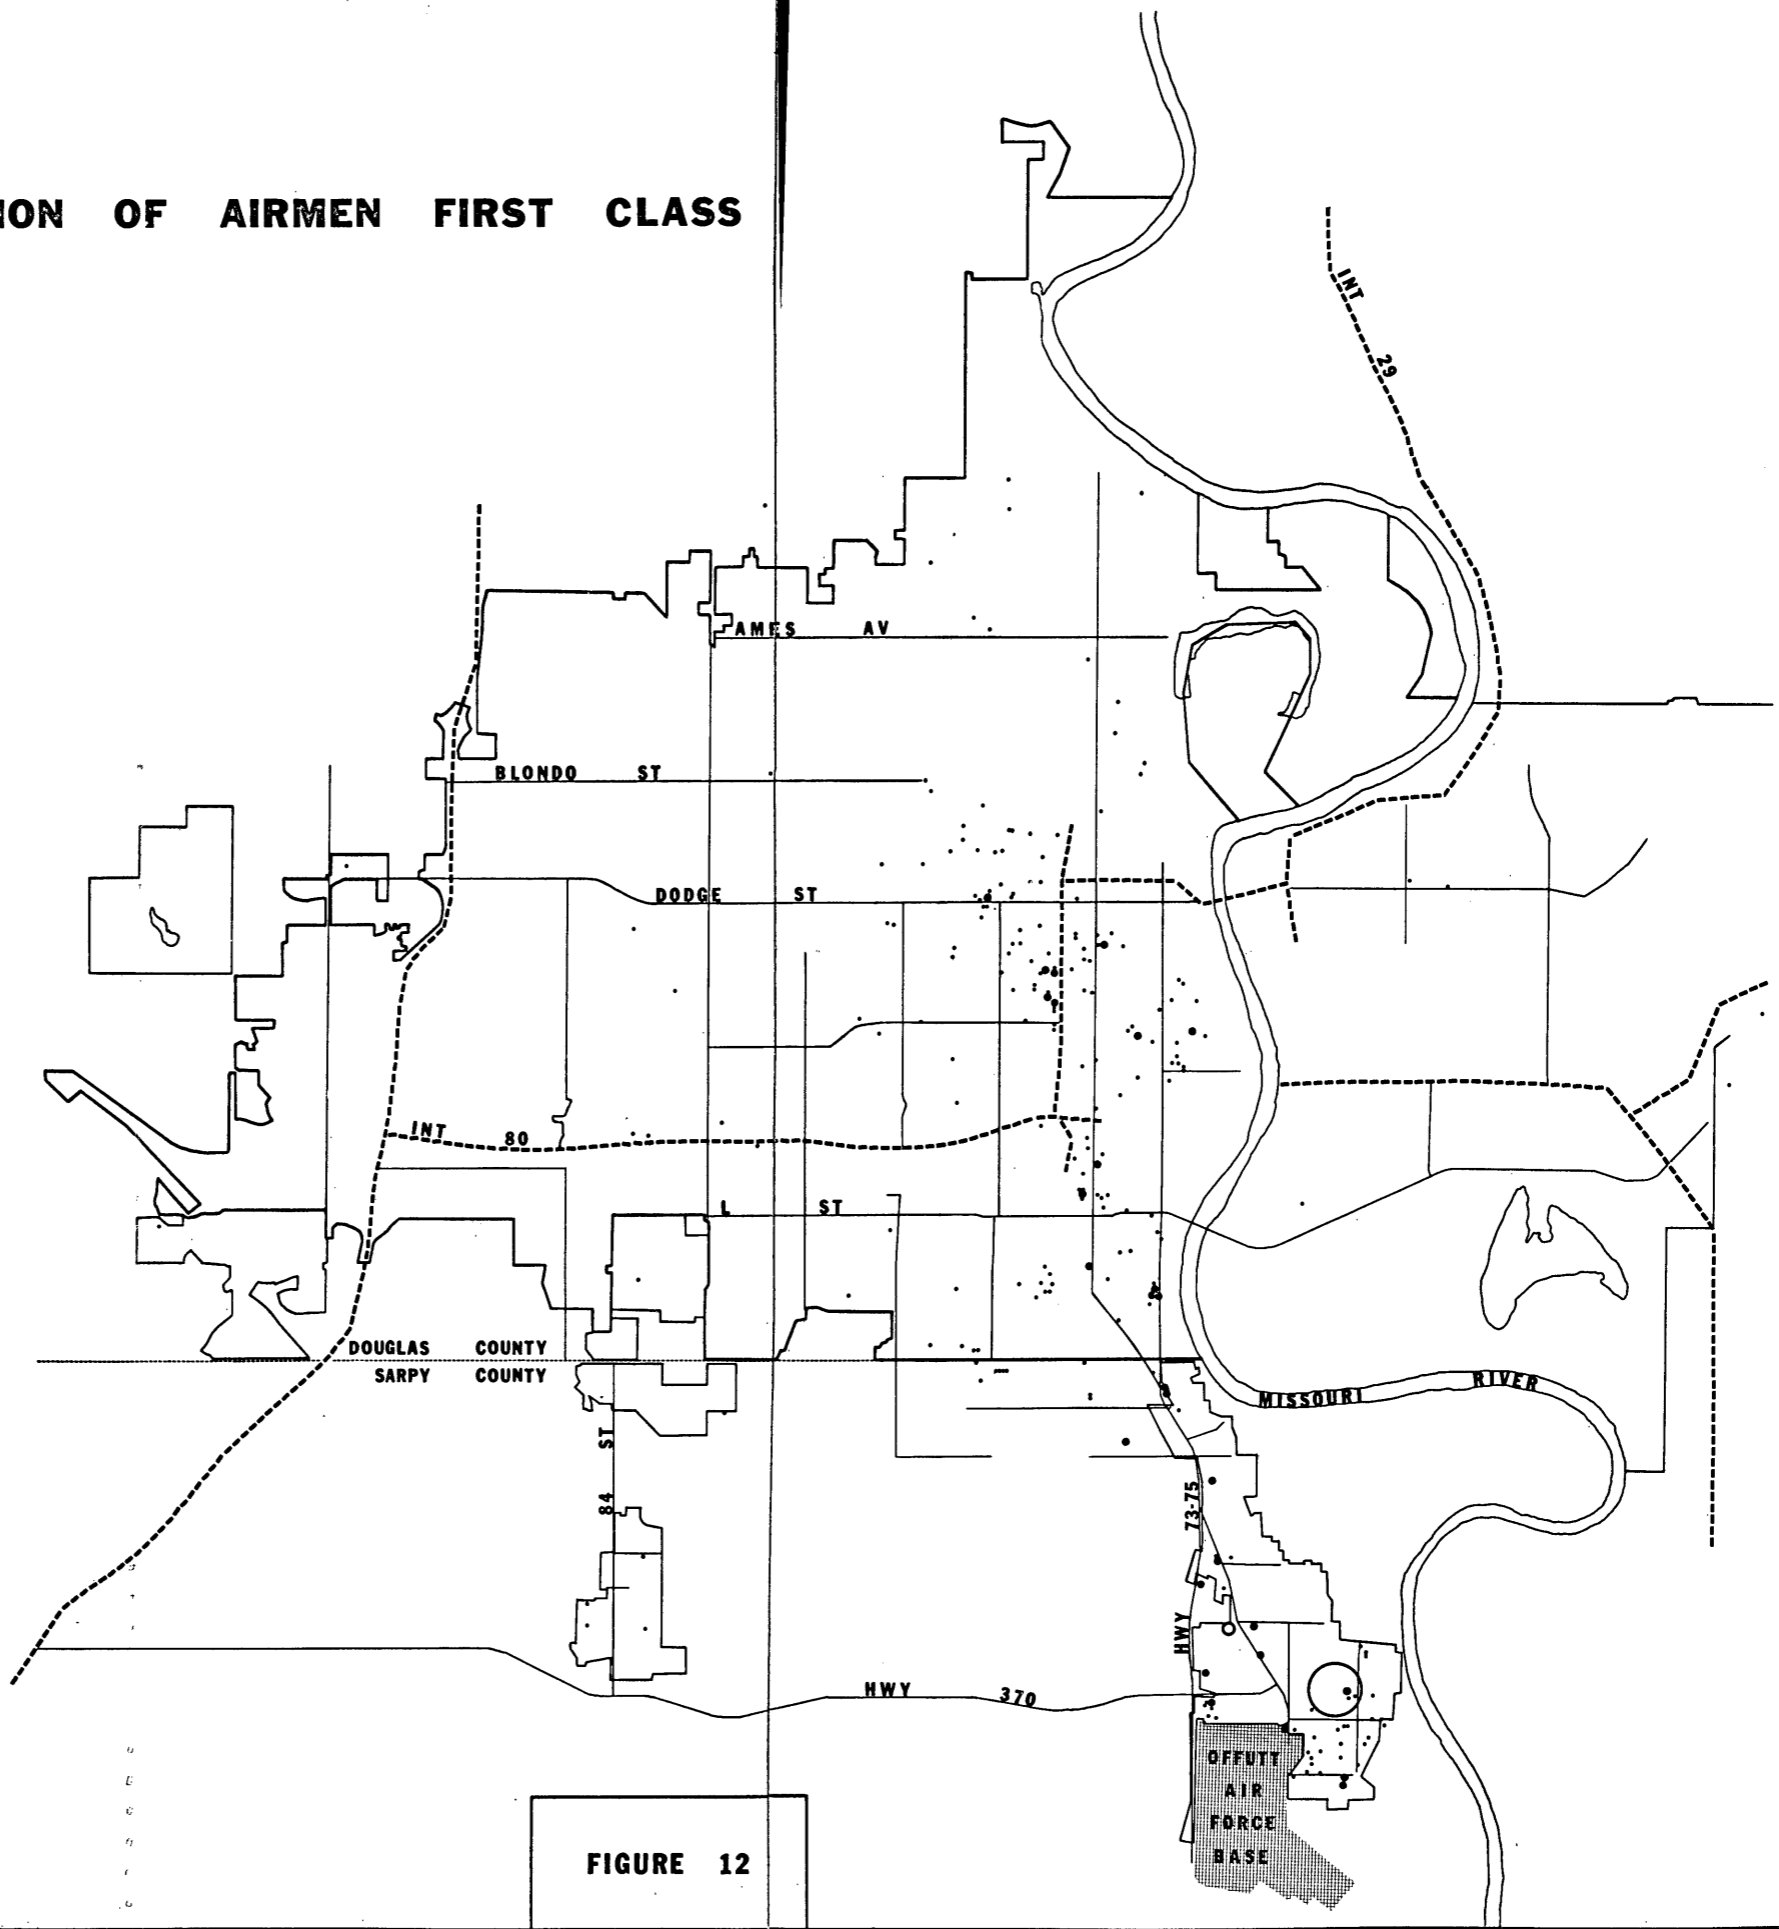 ION OF AIRMEN FIRST CLASS
INT 29
AMES AV
BLONDO ST
DODGE ST
INT 80
L ST
DOUGLAS COUNTY
SARPY COUNTY
MISSOURI RIVER
84 ST
HWY 73-75
HWY 370
OFFUTT
AIR
FORCE
BASE
FIGURE 12